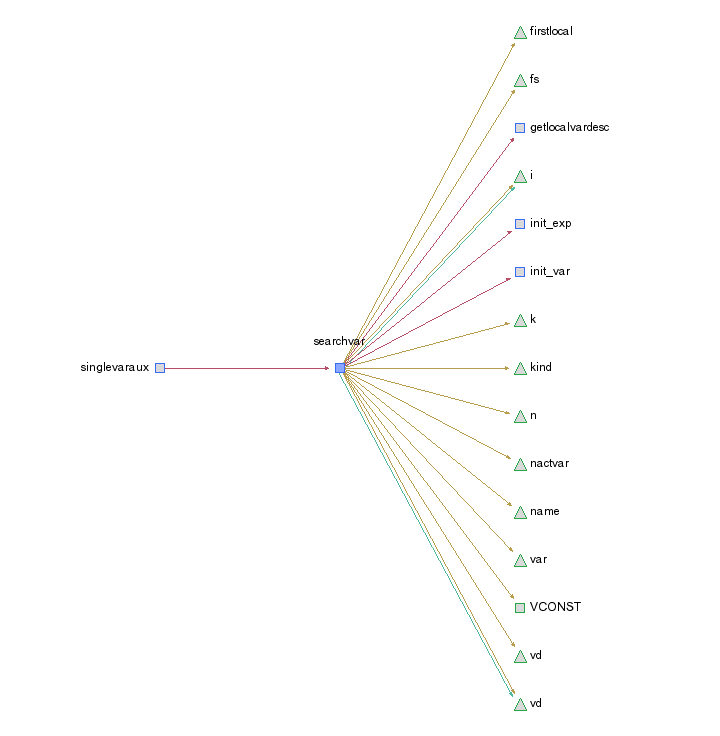 firstlocal
fs
getlocalvardesc
i
init_exp
init_var
k
searchvar
singlevaraux
kind
n
nactvar
name
var
VCONST
vd
vd